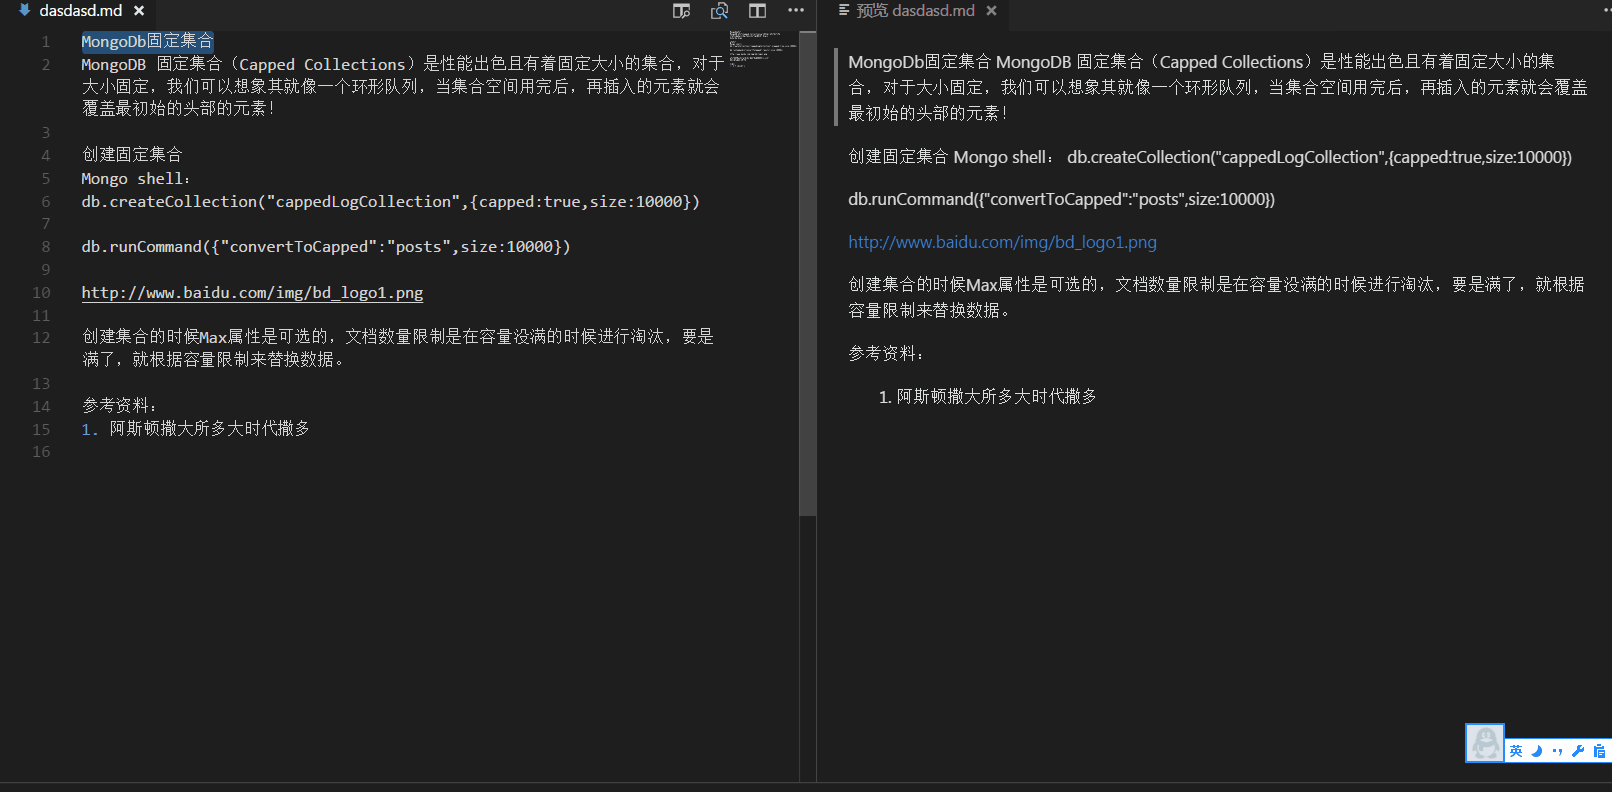 dasdasd.md
1 MongoDb固定集合
2 MongoDB 固定集合（Capped Collections）是性能出色且有着固定大小的集合，对于
大小固定，我们可以想象其就像一个环形队列，当集合空间用完后，再插入的元素就会
覆盖最初始的头部的元素！
3
4 创建固定集合
5 Mongo shell：
6 db.createCollection("cappedLogCollection",{capped:true,size:10000})
7
8 db.runCommand({"convertToCapped":"posts",size:10000})
9
10 http://www.baidu.com/img/bd_logo1.png
11
12 创建集合的时候Max属性是可选的，文档数量限制是在容量没满的时候进行淘汰，要是
满了，就根据容量限制来替换数据。
13
14 参考资料：
15 1. 阿斯顿撒大所多大时代撒多
16
预览 dasdasd.md
MongoDb固定集合 MongoDB 固定集合（Capped Collections）是性能出色且有着固定大小的集
合，对于大小固定，我们可以想象其就像一个环形队列，当集合空间用完后，再插入的元素就会覆盖
最初始的头部的元素！
创建固定集合 Mongo shell： db.createCollection("cappedLogCollection",{capped:true,size:10000})
db.runCommand({"convertToCapped":"posts",size:10000})
http://www.baidu.com/img/bd_logo1.png
创建集合的时候Max属性是可选的，文档数量限制是在容量没满的时候进行淘汰，要是满了，就根据
容量限制来替换数据。
参考资料：
1. 阿斯顿撒大所多大时代撒多
英